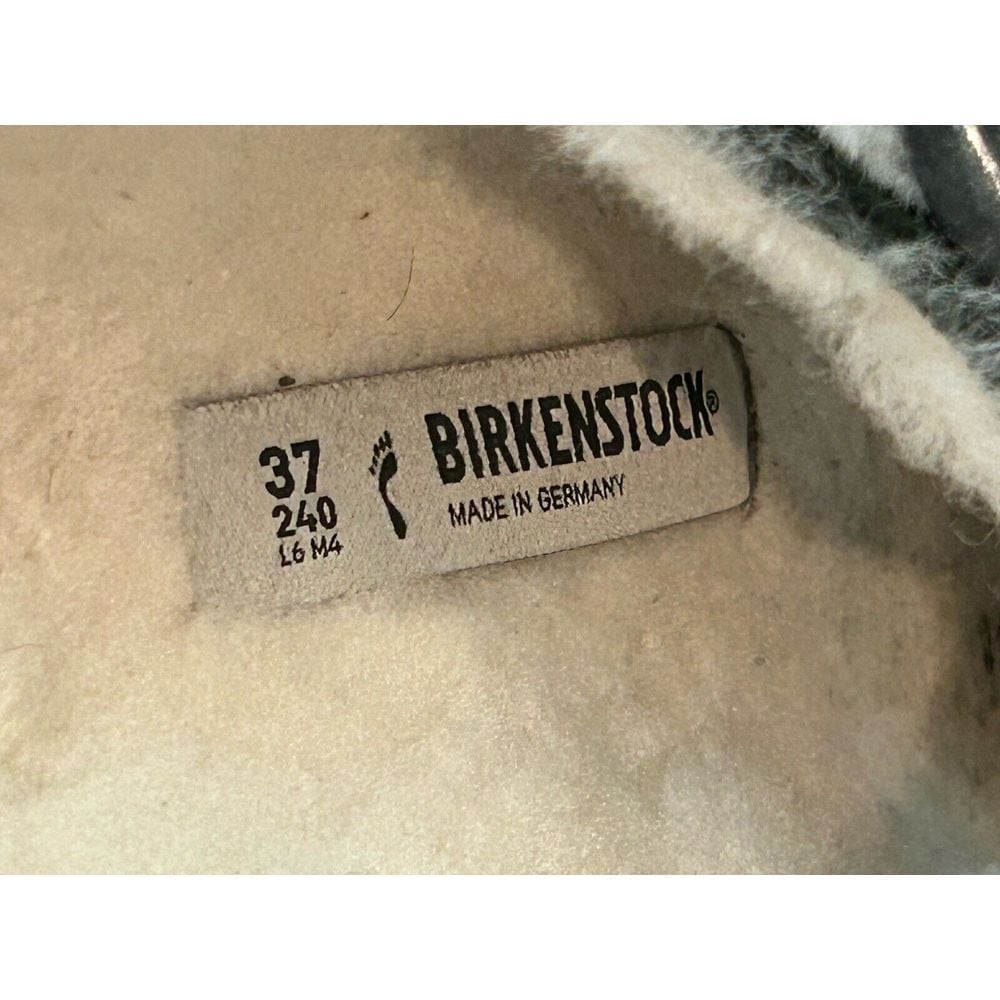 37
240
L6 M4
BIRKENSTOCK®
MADE IN GERMANY